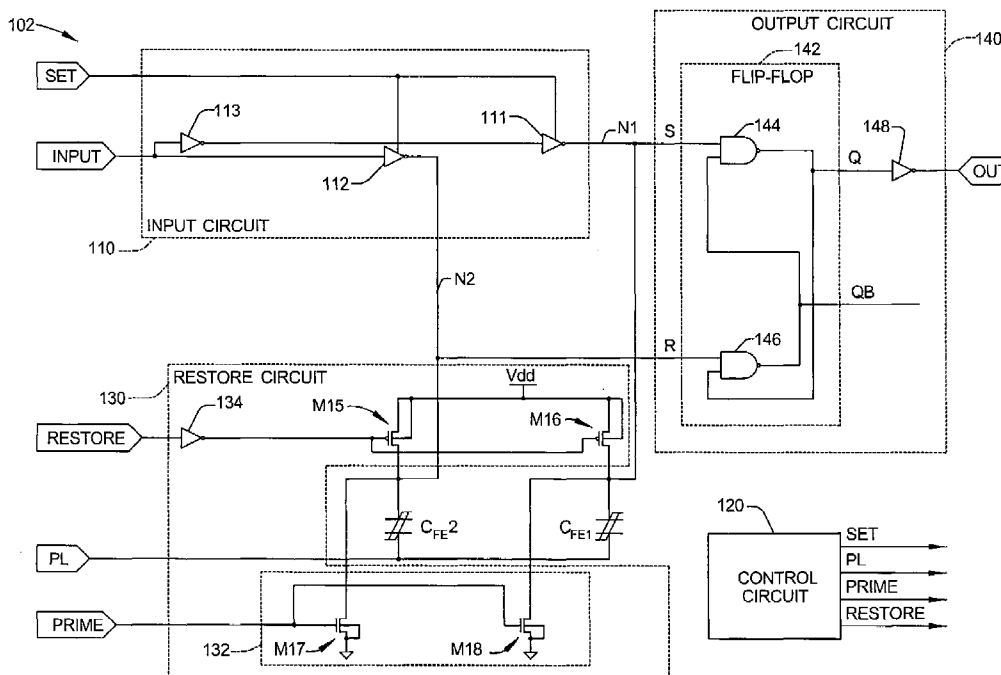 102
SET
INPUT
113
112
111
N1
INPUT CIRCUIT
110
N2
OUTPUT CIRCUIT
140
142
FLIP-FLOP
S
144
Q
148
OUT
QB
R
146
130
RESTORE CIRCUIT
134
RESTORE
M15
Vdd
M16
CFE2
CFE1
PL
PRIME
132
M17
M18
120
CONTROL
CIRCUIT
SET
PL
PRIME
RESTORE